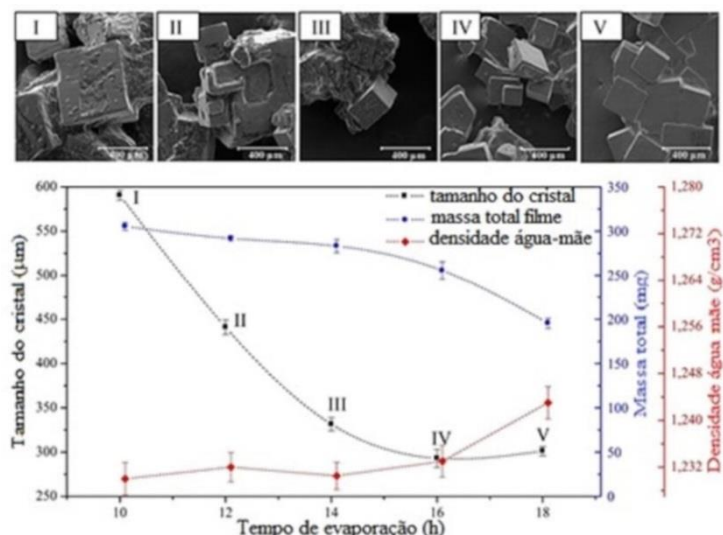 I II III IV V
400 µm 400 µm 400 µm 400 µm 400 µm
600
550
500
450
400
350
300
250
Tamanho do cristal (µm)
10 12 14 16 18
Tempo de evaporação (h)
I
II
III
IV
V
tamanho do cristal
massa total filme
densidade água-mãe
350
300
250
200
150
100
50
0
Massa total (mg)
1,280
1,272
1,264
1,256
1,248
1,240
1,232
Densidade água mãe (g/cm3)